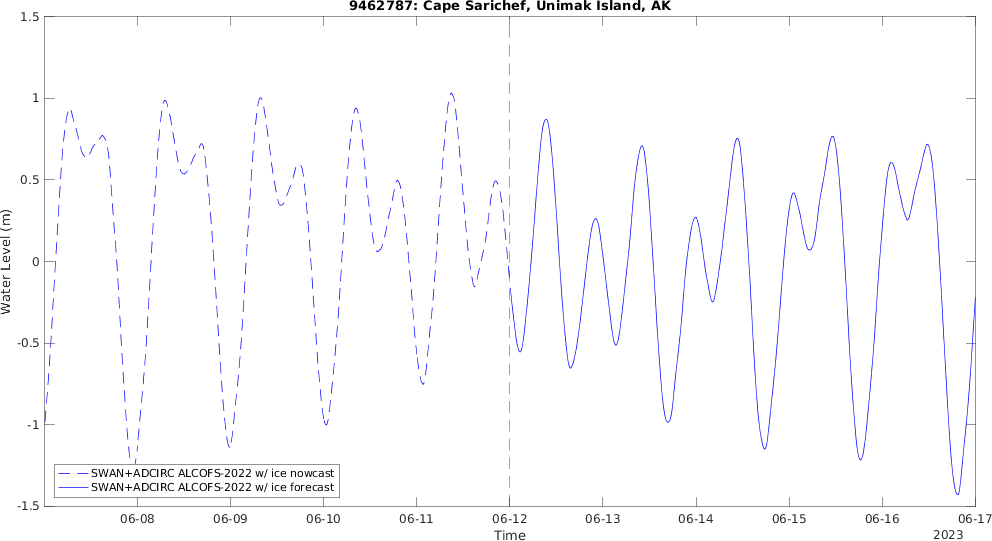 9462787: Cape Sarichef, Unimak Island, AK
Water Level (m)
1.5
1
0.5
0
-0.5
-1
-1.5
SWAN+ADCIRC ALCOFS-2022 w/ ice nowcast
SWAN+ADCIRC ALCOFS-2022 w/ ice forecast
06-08 06-09 06-10 06-11 06-12 06-13 06-14 06-15 06-16 06-17
Time
2023